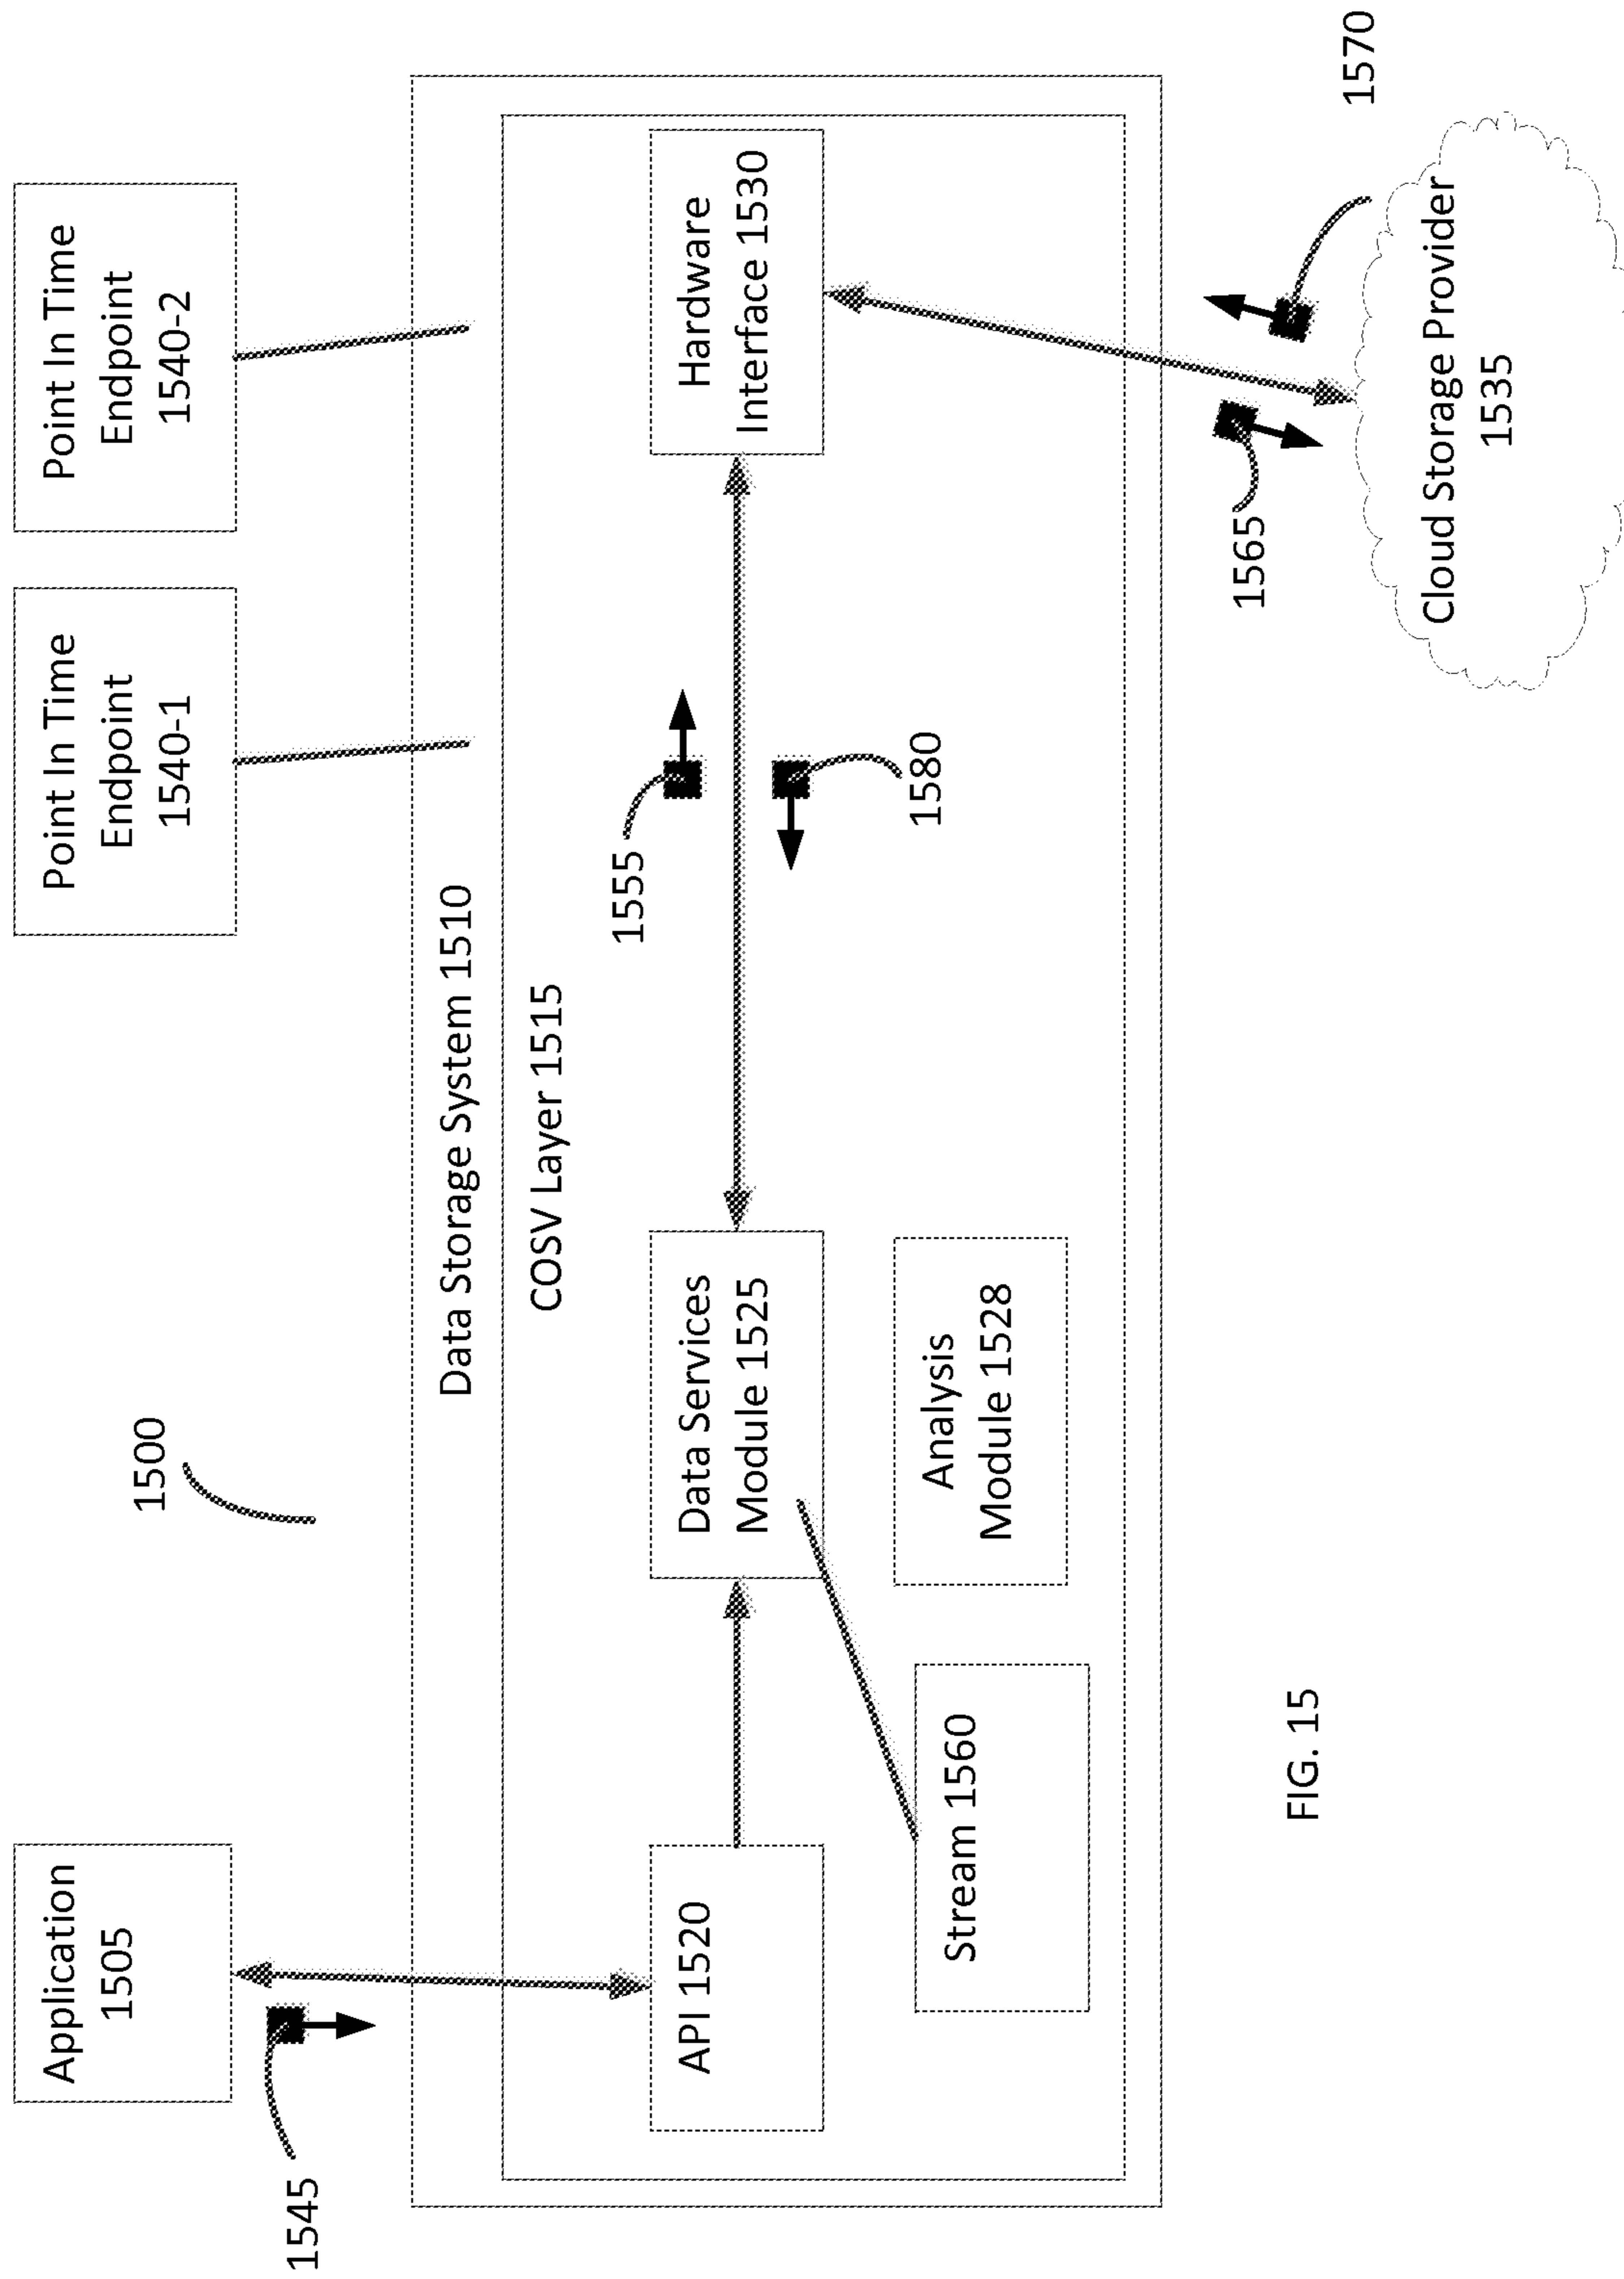 Application
1505
Point In Time
Endpoint
1540-1
Point In Time
Endpoint
1540-2
1500
1545
Data Storage System 1510
COSV Layer 1515
1555
API 1520
Data Services
Module 1525
Hardware
Interface 1530
1580
Stream 1560
Analysis
Module 1528
1565
1570
Cloud Storage Provider
1535
FIG. 15